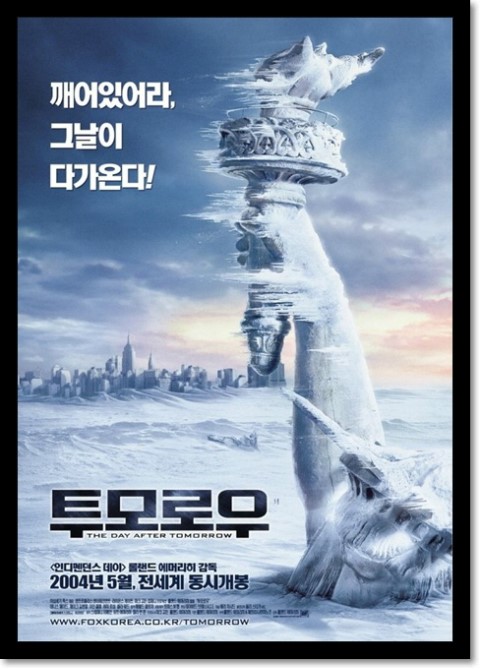 깨어있어라,
그날이
다가온다!
투모로우
THE DAY AFTER TOMORROW
<인디펜던스 데이> 롤랜드 에머리히 감독
2004년 5월, 전세계 동시개봉
WWW.FOXKOREA.CO.KR/TOMORROW